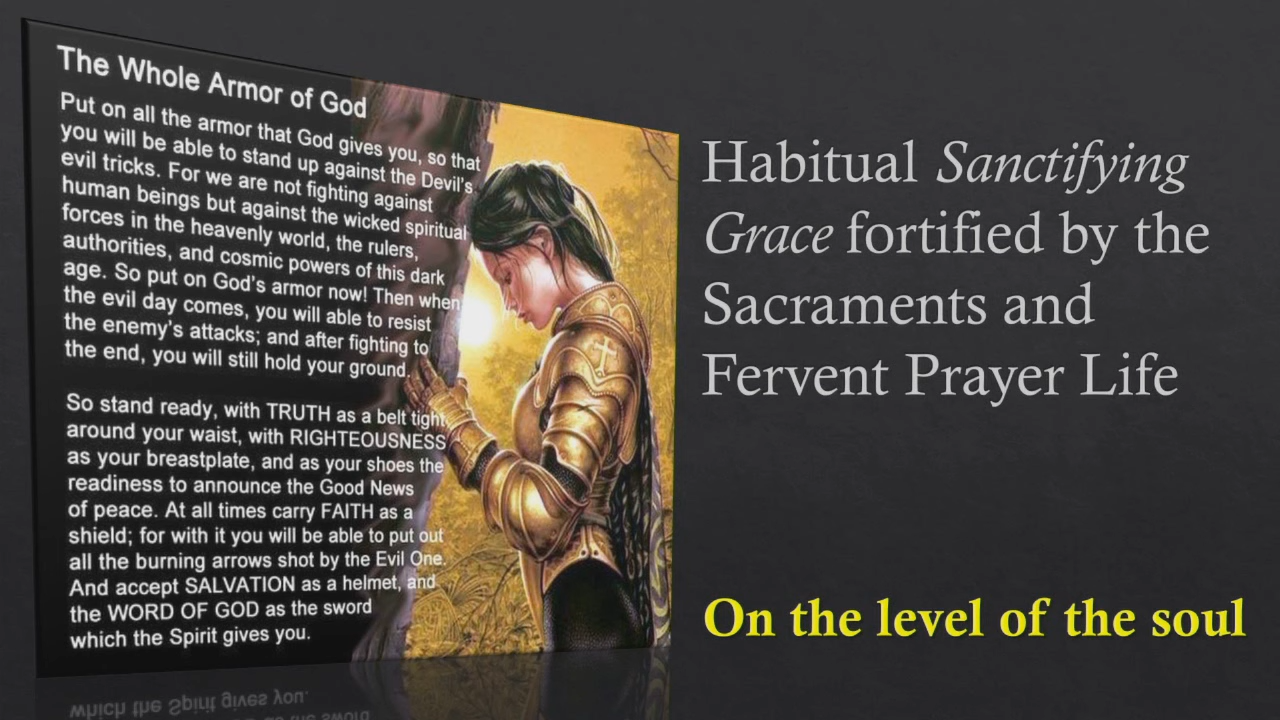 The Whole Armor of God
Put on all the armor that God gives you, so that
you will be able to stand up against the Devil's
evil tricks. For we are not fighting against
human beings but against the wicked spiritual
forces in the heavenly world, the rulers,
authorities, and cosmic powers of this dark
age. So put on God's armor now! Then when
the evil day comes, you will able to resist
the enemy's attacks; and after fighting to
the end, you will still hold your ground.
So stand ready, with TRUTH as a belt tight
around your waist, with RIGHTEOUSNESS
as your breastplate, and as your shoes the
readiness to announce the Good News
of peace. At all times carry FAITH as a
shield; for with it you will be able to put out
all the burning arrows shot by the Evil One.
And accept SALVATION as a helmet, and
the WORD OF GOD as the sword
which the Spirit gives you.
Habitual Sanctifying
Grace fortified by the
Sacraments and
Fervent Prayer Life
On the level of the soul